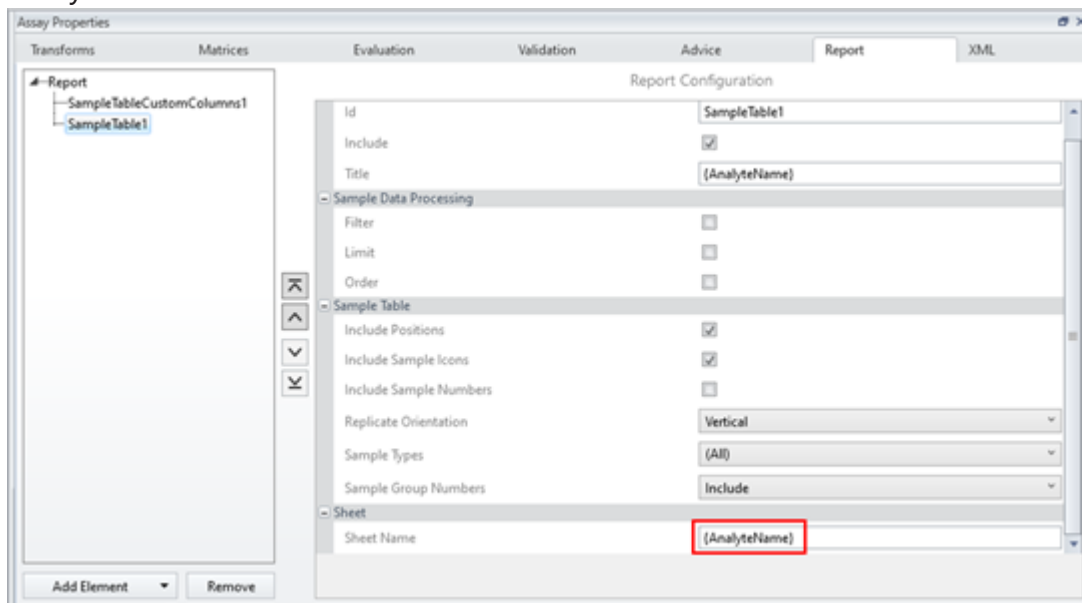 Assay Properties
Transforms Matrices Evaluation Validation Advice Report XML
Report
SampleTableCustomColumns1
SampleTable1
Report Configuration
Id SampleTable1
Include
Title {AnalyteName}
Sample Data Processing
Filter
Limit
Order
Sample Table
Include Positions
Include Sample Icons
Include Sample Numbers
Replicate Orientation Vertical
Sample Types (All)
Sample Group Numbers Include
Sheet
Sheet Name {AnalyteName}
Add Element Remove